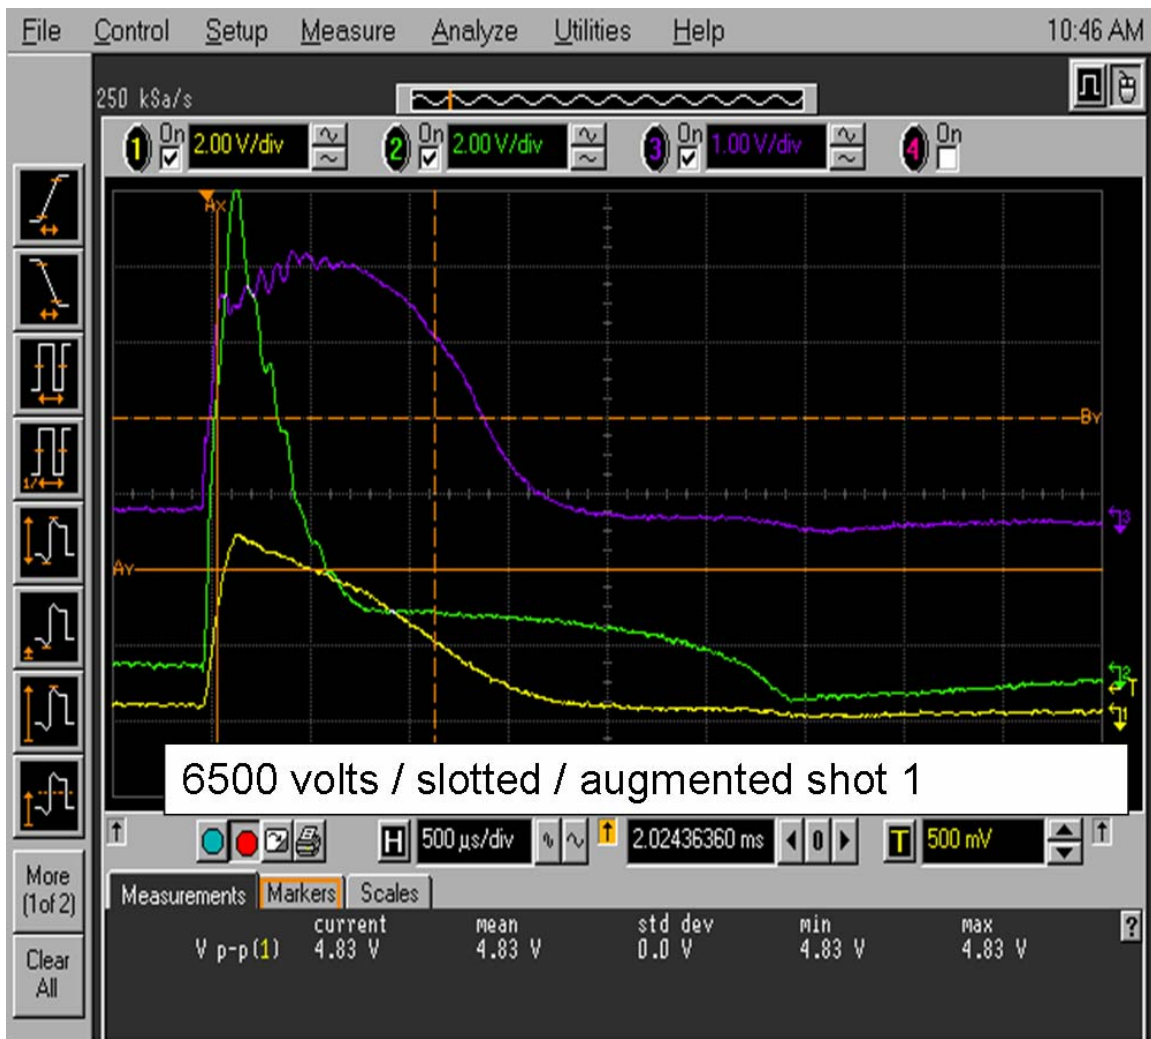 File Control Setup Measure Analyze Utilities Help 10:46 AM
250 kSa/s
1 On 2.00 V/div 2 On 2.00 V/div 3 On 1.00 V/div 4 On
Ax
By
3
Ay
2
T
1
6500 volts / slotted / augmented shot 1
H 500 µs/div 2.02436360 ms 0 T 500 mV
More
(1of 2)
Clear
All
Measurements Markers Scales
current mean std dev min max ?
V p-p(1) 4.83 V 4.83 V 0.0 V 4.83 V 4.83 V